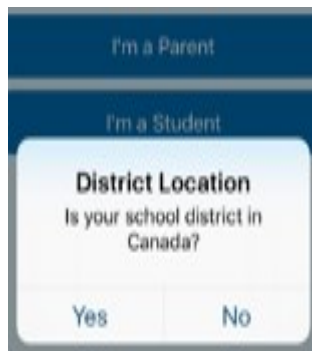 I'm a Parent
I'm a Student
District Location
Is your school district in
Canada?
Yes No